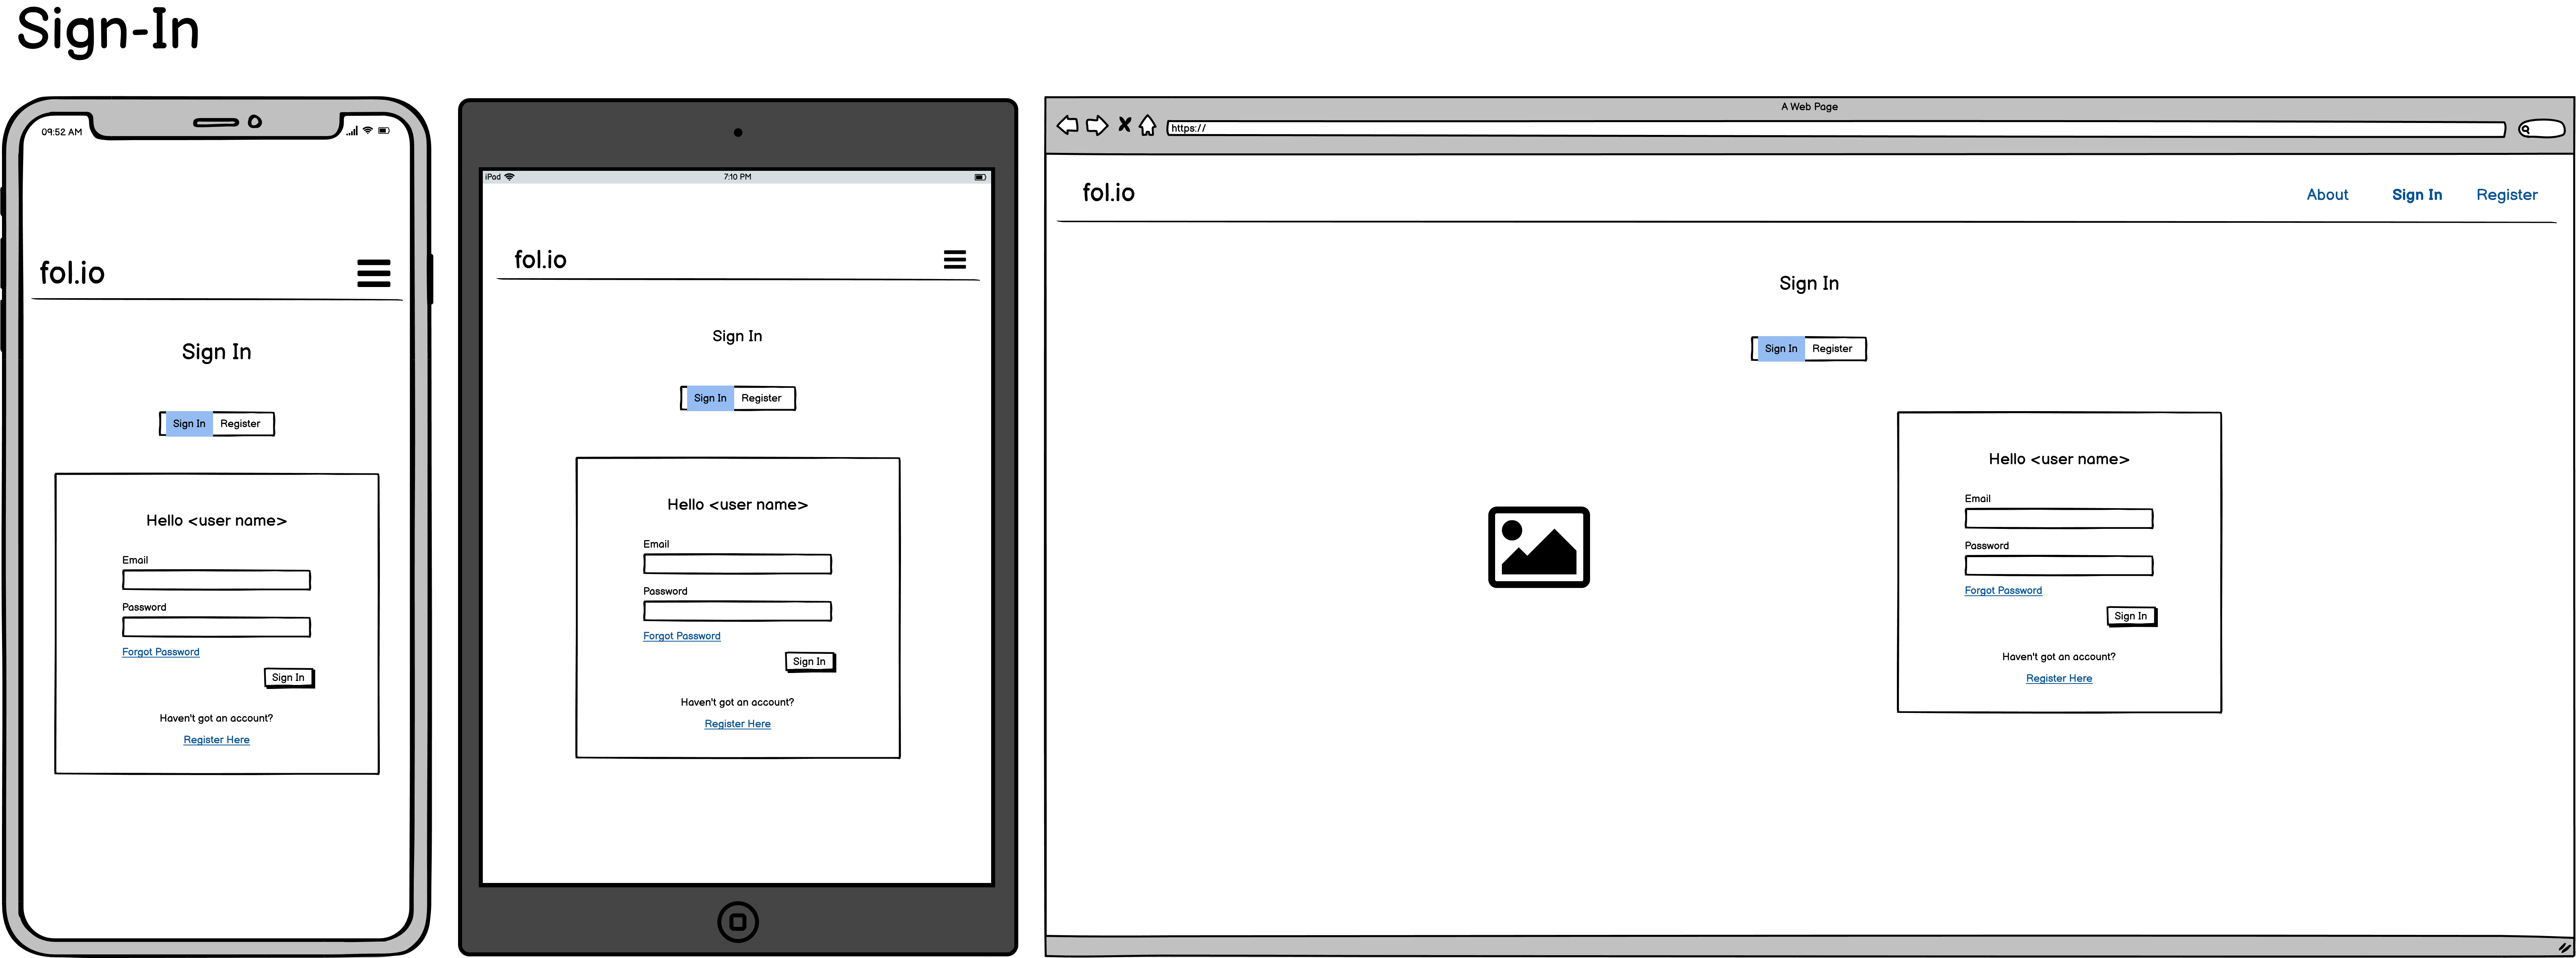 Sign-In
09:52 AM
fol.io
Sign In
Sign In Register
Hello <user name>
Email
Password
Forgot Password
Sign In
Haven't got an account?
Register Here
iPad 7:10 PM
fol.io
Sign In
Sign In Register
Hello <user name>
Email
Password
Forgot Password
Sign In
Haven't got an account?
Register Here
A Web Page
https://
fol.io About Sign In Register
Sign In
Sign In Register
Hello <user name>
Email
Password
Forgot Password
Sign In
Haven't got an account?
Register Here